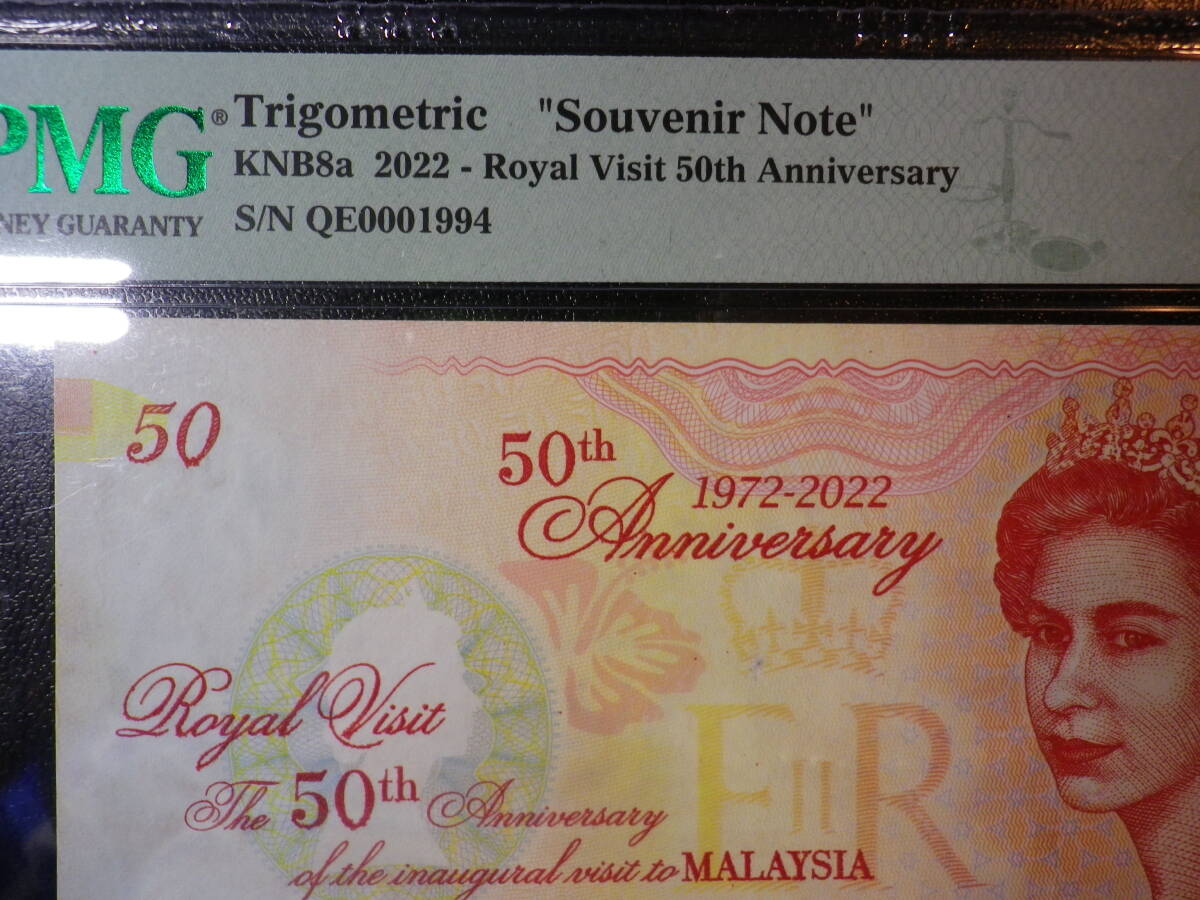 PMG® Trigometric "Souvenir Note"
KNB8a 2022 - Royal Visit 50th Anniversary
NEY GUARANTY S/N QE0001994
50
50th
1972-2022
Anniversary
EIIR
Royal Visit
The 50th Anniversary
of the inaugural visit to MALAYSIA